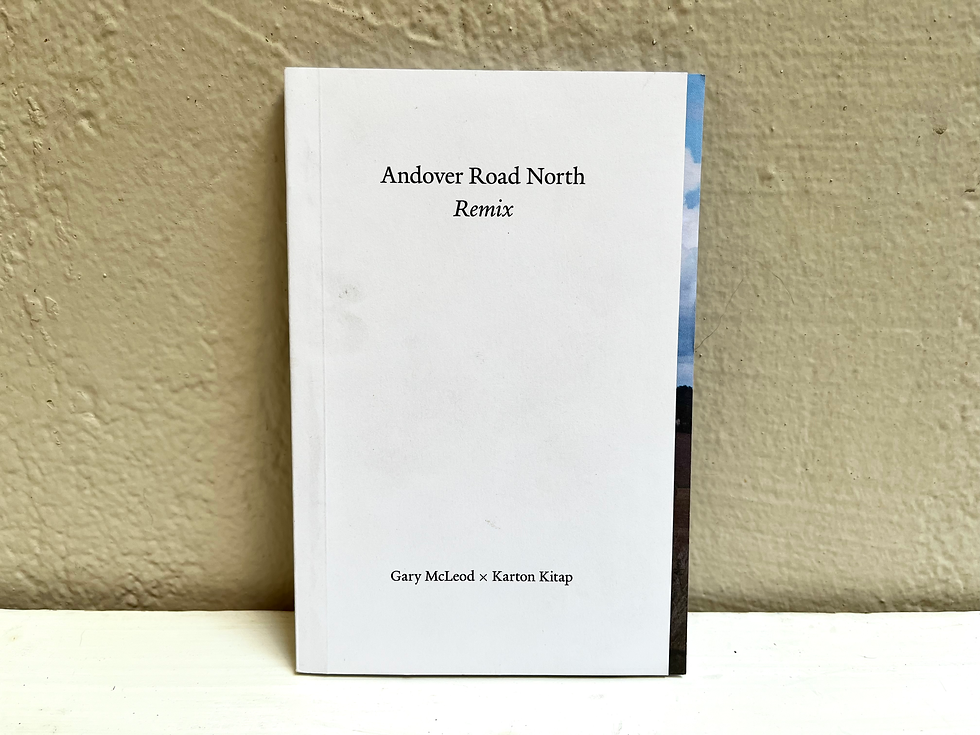 Andover Road North
Remix
Gary McLeod × Karton Kitap